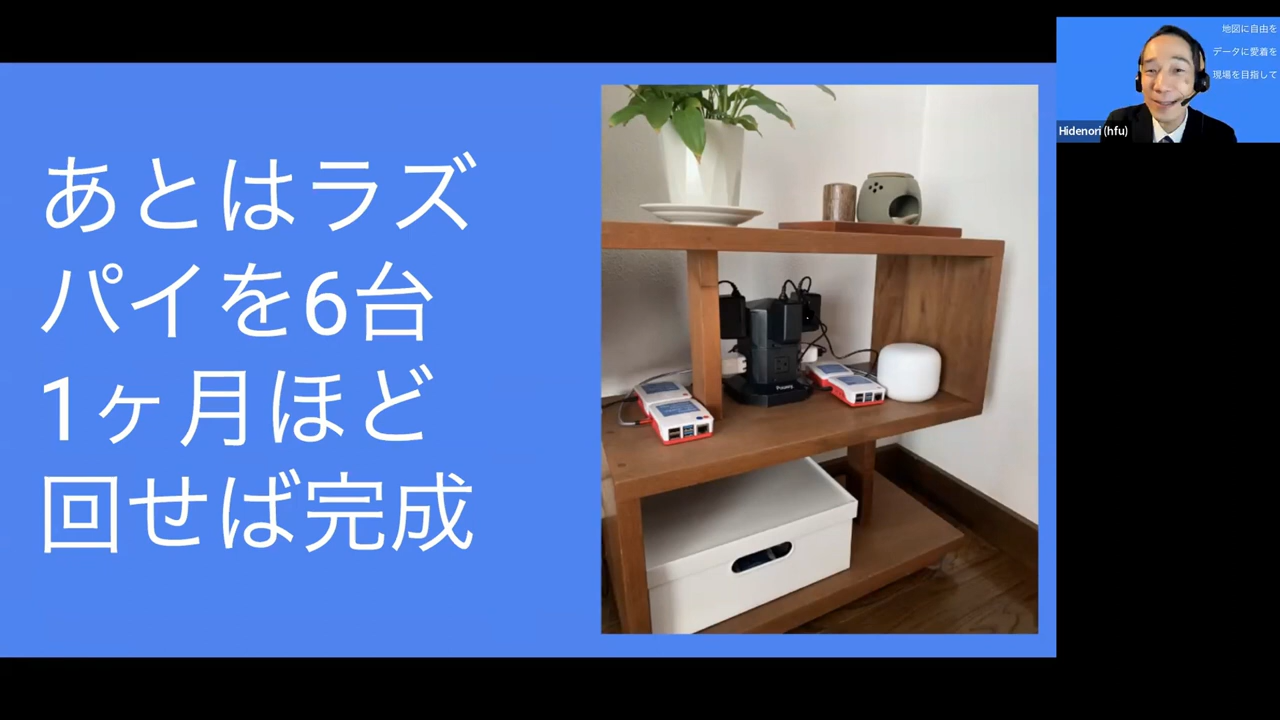 あとはラズ
パイを6台
1ヶ月ほど
回せば完成
地図に自由を
データに愛着を
現場を目指して
Hidenori (hfu)